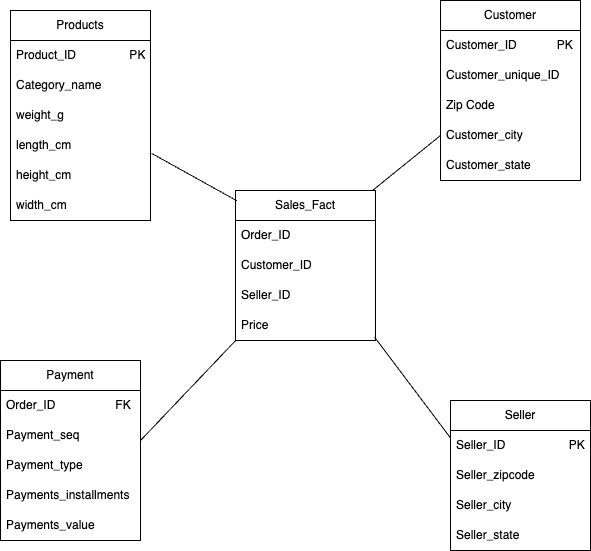 Products
Product_ID PK
Category_name
weight_g
length_cm
height_cm
width_cm
Customer
Customer_ID PK
Customer_unique_ID
Zip Code
Customer_city
Customer_state
Sales_Fact
Order_ID
Customer_ID
Seller_ID
Price
Payment
Order_ID FK
Payment_seq
Payment_type
Payments_installments
Payments_value
Seller
Seller_ID PK
Seller_zipcode
Seller_city
Seller_state